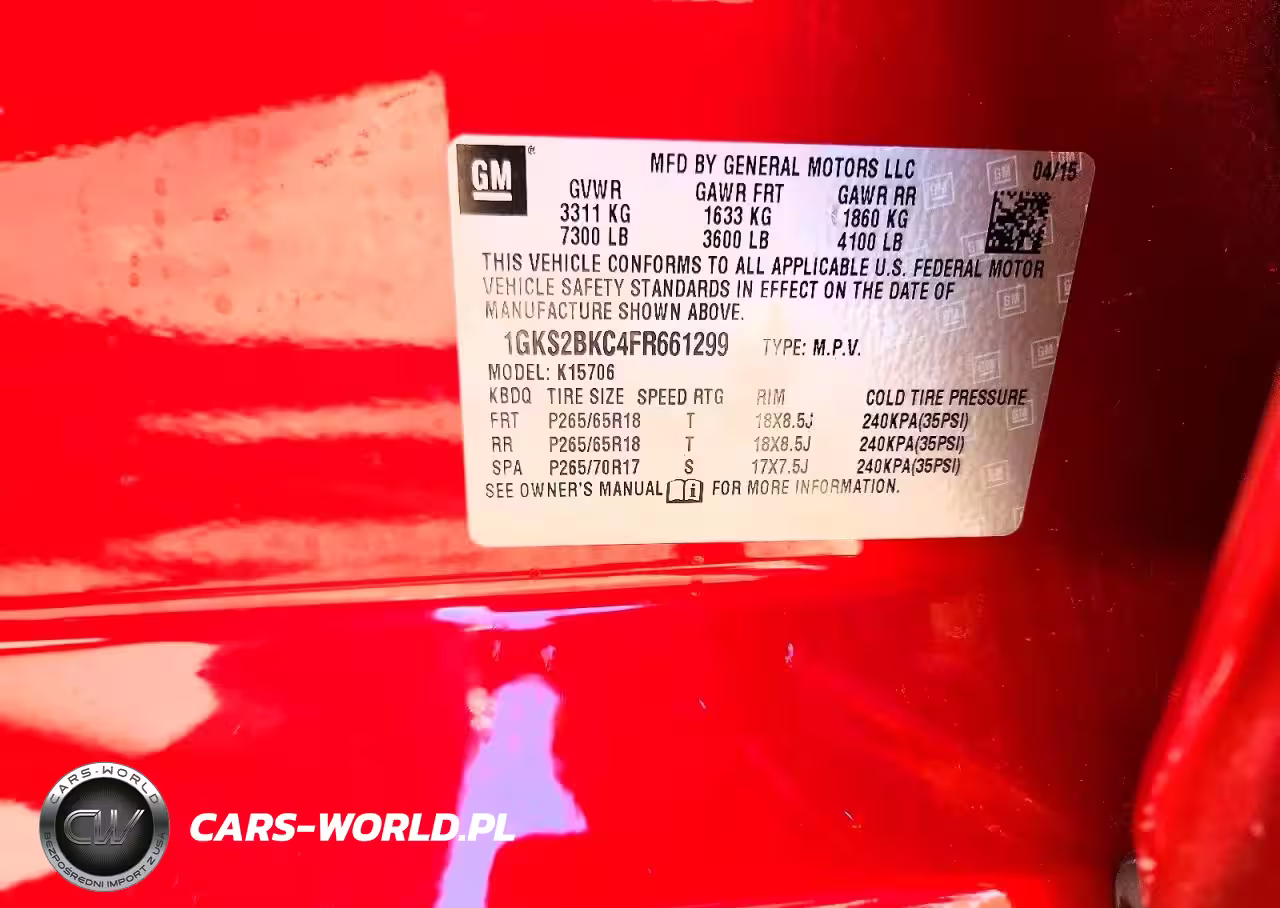 GM
MFD BY GENERAL MOTORS LLC
04/15
GVWR GAWR FRT GAWR RR
3311 KG 1633 KG 1860 KG
7300 LB 3600 LB 4100 LB
THIS VEHICLE CONFORMS TO ALL APPLICABLE U.S. FEDERAL MOTOR
VEHICLE SAFETY STANDARDS IN EFFECT ON THE DATE OF
MANUFACTURE SHOWN ABOVE.
1GKS2BKC4FR661299 TYPE: M.P.V.
MODEL: K15706
KBDQ TIRE SIZE SPEED RTG RIM COLD TIRE PRESSURE
FRT P265/65R18 T 18X8.5J 240KPA(35PSI)
RR P265/65R18 T 18X8.5J 240KPA(35PSI)
SPA P265/70R17 S 17X7.5J 240KPA(35PSI)
SEE OWNER'S MANUAL FOR MORE INFORMATION.
CARS-WORLD
CW
BEZPOŚREDNI IMPORT Z USA
CARS-WORLD.PL